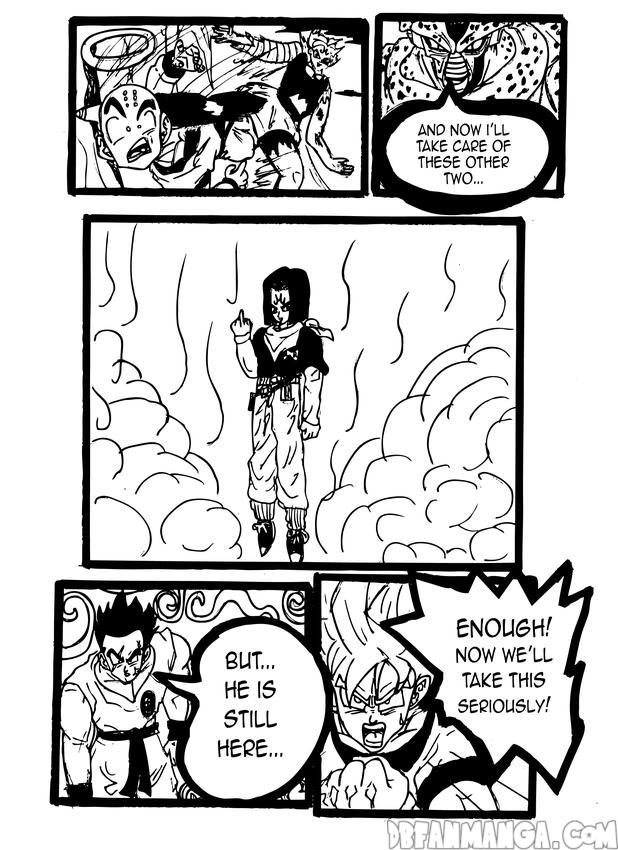 AND NOW I'LL
TAKE CARE OF
THESE OTHER
TWO...
BUT...
HE IS
STILL
HERE...
ENOUGH!
NOW WE'LL
TAKE THIS
SERIOUSLY!
DBFANMANGA.COM